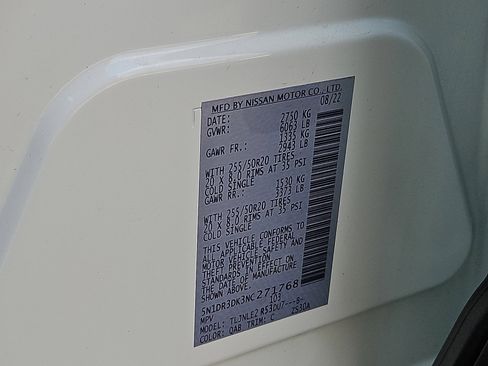 MFD BY NISSAN MOTOR CO., LTD.
DATE: 08/22
GVWR: 2750 KG
6063 LB
GAWR FR.: 1335 KG
2943 LB
WITH 255/50R20 TIRES
20 X 8.0 RIMS AT 35 PSI
COLD SINGLE
GAWR RR.: 1530 KG
3373 LB
WITH 255/50R20 TIRES
20 X 8.0 RIMS AT 35 PSI
COLD SINGLE
THIS VEHICLE CONFORMS TO
ALL APPLICABLE FEDERAL
MOTOR VEHICLE SAFETY AND
THEFT PREVENTION
STANDARDS IN EFFECT ON
THE DATE OF MANUFACTURE
5N1DR3DK3NC271768
MPV 103
MODEL: TLJNLE2 R53DU7---B-
COLOR: QAB TRIM: C